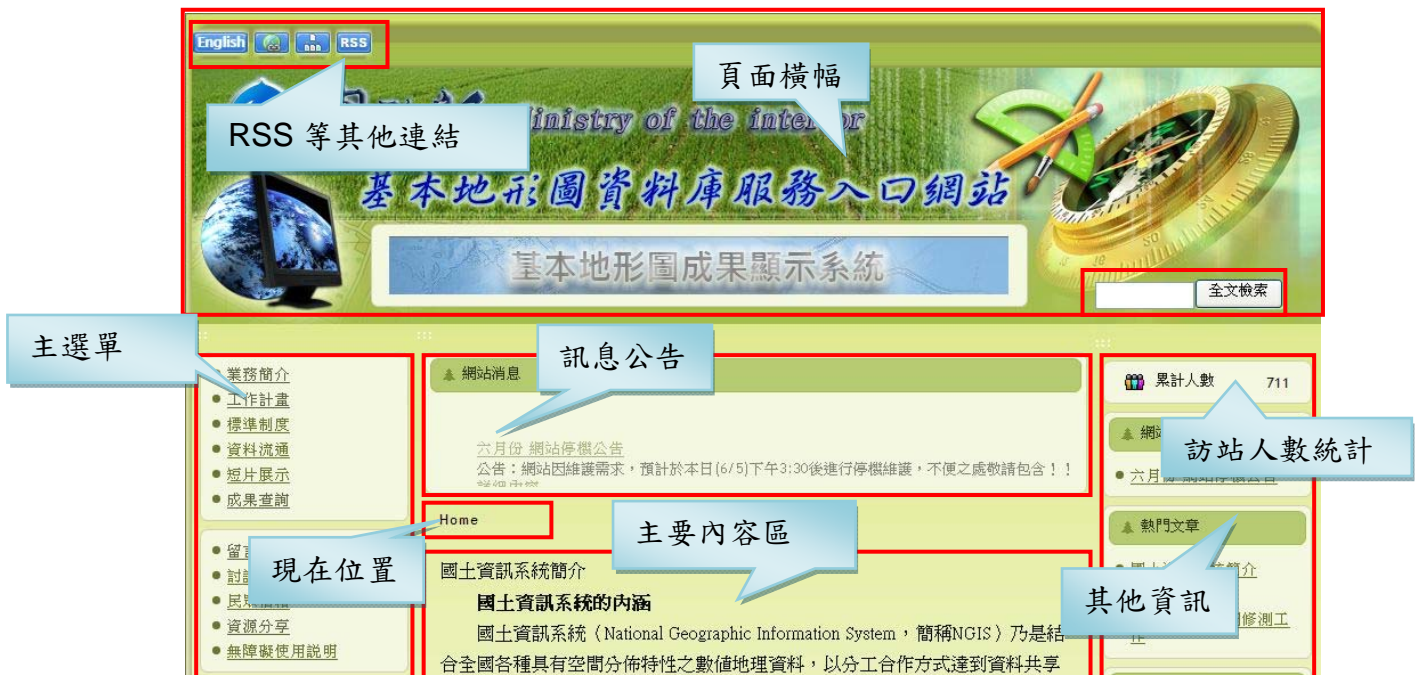 English
RSS
頁面橫幅
RSS 等其他連結
inistry of the inte
基本地形圖資料庫服務入口網站
基本地形圖成果顯示系統
全文檢索
主選單
業務簡介
工作計畫
標準制度
資料流通
短片展示
成果查詢
訊息公告
網站消息
六月份 網站停機公告
公告：網站因維護需求，預計於本日(6/5)下午3:30後進行停機維護，不便之處敬請包含！！
累計人數 711
訪站人數統計
六月
熱門文章
其他資訊
Home
現在位置
主要內容區
資源分享
無障礙使用說明
國土資訊系統簡介
國土資訊系統的內涵
國土資訊系統（National Geographic Information System，簡稱NGIS）乃是結
合全國各種具有空間分佈特性之數值地理資料，以分工合作方式達到資料共享